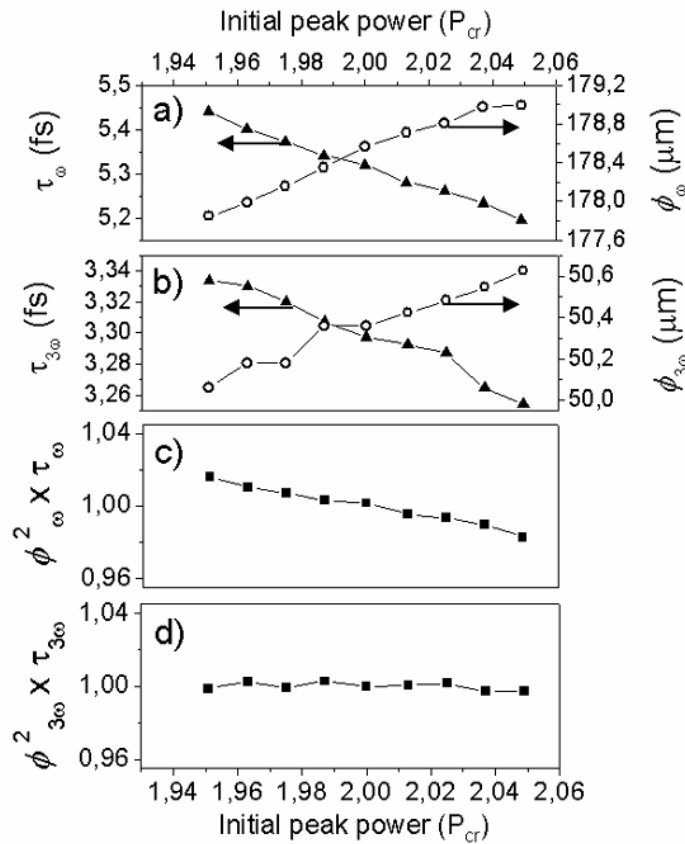 Initial peak power (P_cr)
1,94 1,96 1,98 2,00 2,02 2,04 2,06
a)
5,5
5,4
5,3
5,2
τ_ω (fs)
179,2
178,8
178,4
178,0
177,6
ϕ_ω (μm)
b)
3,34
3,32
3,30
3,28
3,26
τ_3ω (fs)
50,6
50,4
50,2
50,0
ϕ_3ω (μm)
c)
1,04
1,00
0,96
ϕ²_ω X τ_ω
d)
1,04
1,00
0,96
ϕ²_3ω X τ_3ω
1,94 1,96 1,98 2,00 2,02 2,04 2,06
Initial peak power (P_cr)